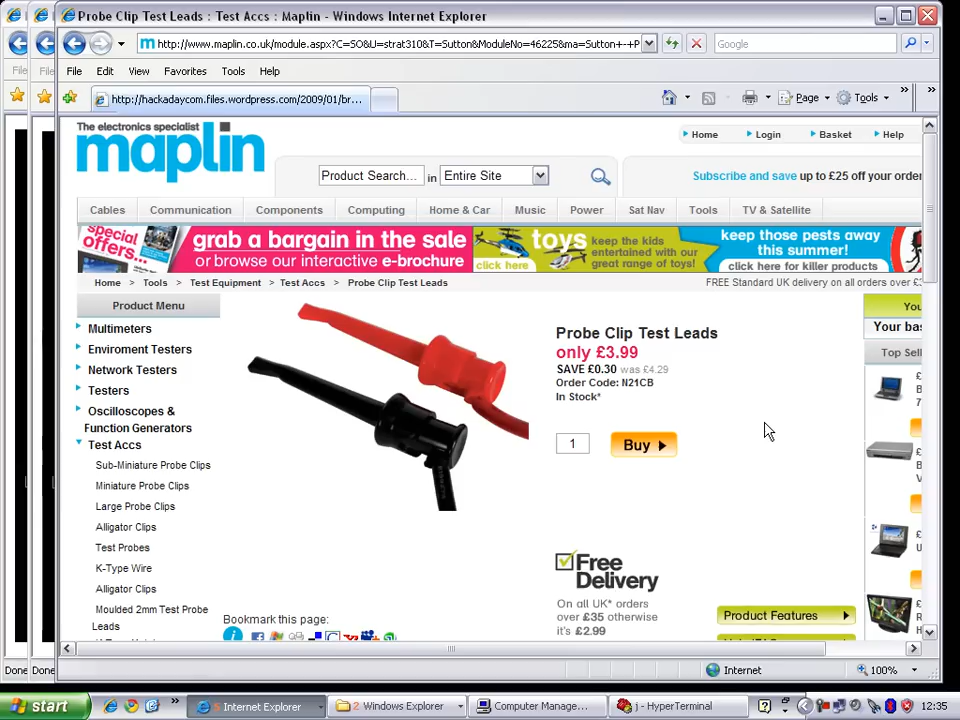 Probe Clip Test Leads : Test Accs : Maplin - Windows Internet Explorer
http://www.maplin.co.uk/module.aspx?C=SO&U=strat310&T=Sutton&ModuleNo=46225&ma=Sutton+-+P
Google
File Edit View Favorites Tools Help
http://hackadaycom.files.wordpress.com/2009/01/br...
Page Tools
The electronics specialist
maplin
Home Login Basket Help
Product Search... in Entire Site
Subscribe and save up to £25 off your order
Cables Communication Components Computing Home & Car Music Power Sat Nav Tools TV & Satellite
special offers...
grab a bargain in the sale
or browse our interactive e-brochure
toys
click here
keep the kids
entertained with our
great range of toys!
keep those pests away
this summer!
click here for killer products
Home > Tools > Test Equipment > Test Accs > Probe Clip Test Leads
FREE Standard UK delivery on all orders over £
Product Menu
Multimeters
Enviroment Testers
Network Testers
Testers
Oscilloscopes &
Function Generators
Test Accs
Sub-Miniature Probe Clips
Miniature Probe Clips
Large Probe Clips
Alligator Clips
Test Probes
K-Type Wire
Alligator Clips
Moulded 2mm Test Probe
Leads
Probe Clip Test Leads
only £3.99
SAVE £0.30 was £4.29
Order Code: N21CB
In Stock*
1
Buy
Free
Delivery
On all UK* orders
over £35 otherwise
it's £2.99
Product Features
Bookmark this page:
You
Your bas
Top Sell
Done
Done
Internet
100%
start
5 Internet Explorer
2 Windows Explorer
Computer Manage...
j - HyperTerminal
12:35